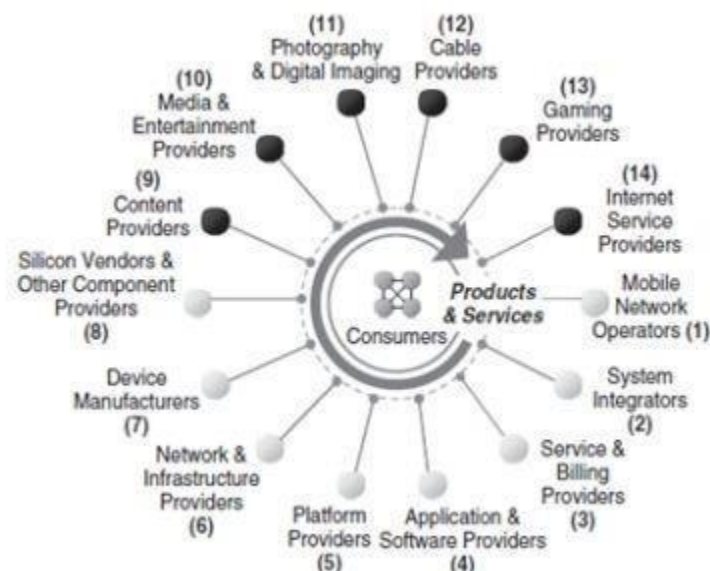 (11)
Photography
& Digital Imaging
(12)
Cable
Providers
(10)
Media &
Entertainment
Providers
(13)
Gaming
Providers
(9)
Content
Providers
(14)
Internet
Service
Providers
Silicon Vendors &
Other Component
Providers
(8)
Consumers
Products
& Services
Mobile
Network
Operators (1)
Device
Manufacturers
(7)
System
Integrators
(2)
Network &
Infrastructure
Providers
(6)
Service &
Billing
Providers
(3)
Platform
Providers
(5)
Application &
Software Providers
(4)